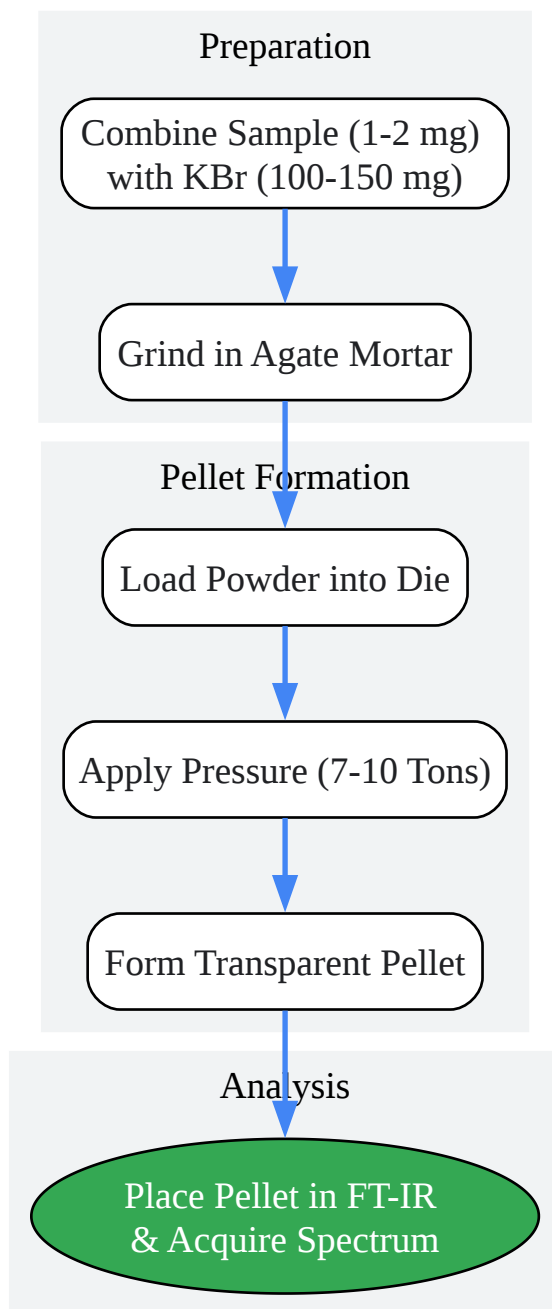 Preparation
Combine Sample (1-2 mg)
with KBr (100-150 mg)
Grind in Agate Mortar
Pellet Formation
Load Powder into Die
Apply Pressure (7-10 Tons)
Form Transparent Pellet
Analysis
Place Pellet in FT-IR
& Acquire Spectrum